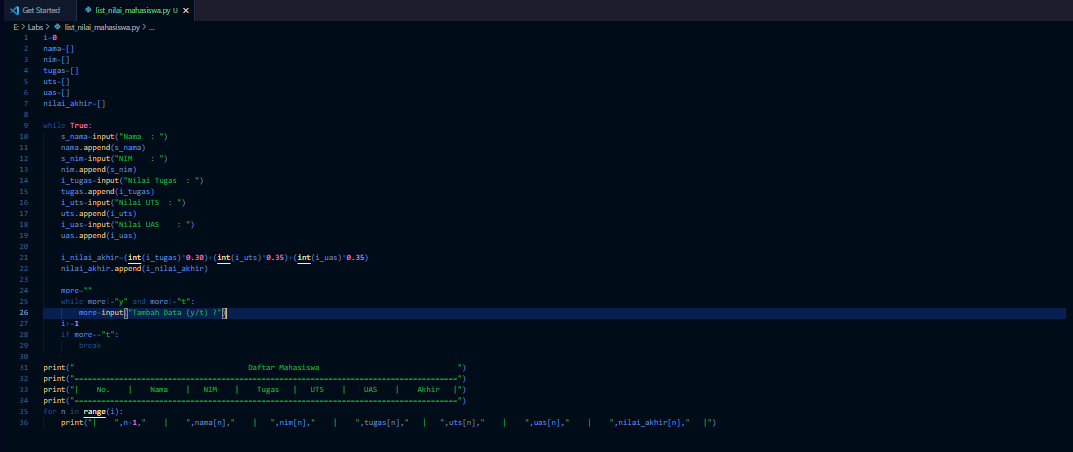 Get Started
list_nilai_mahasiswa.py U
E: > Labs > list_nilai_mahasiswa.py > ...
1 i=0
2 nama=[]
3 nim=[]
4 tugas=[]
5 uts=[]
6 uas=[]
7 nilai_akhir=[]
8
9 while True:
10 s_nama=input("Nama  : ")
11 nama.append(s_nama)
12 s_nim=input("NIM    : ")
13 nim.append(s_nim)
14 i_tugas=input("Nilai Tugas  : ")
15 tugas.append(i_tugas)
16 i_uts=input("Nilai UTS  : ")
17 uts.append(i_uts)
18 i_uas=input("Nilai UAS    : ")
19 uas.append(i_uas)
20
21 i_nilai_akhir=(int(i_tugas)*0.30)+(int(i_uts)*0.35)+(int(i_uas)*0.35)
22 nilai_akhir.append(i_nilai_akhir)
23
24 more=""
25 while more!="y" and more!="t":
26 more=input("Tambah Data (y/t) ?")
27 i+=1
28 if more=="t":
29 break
30
31 print("                                       Daftar Mahasiswa                               ")
32 print("======================================================================================")
33 print("|    No.    |    Nama    |   NIM    |    Tugas   |   UTS    |    UAS    |    Akhir   |")
34 print("======================================================================================")
35 for n in range(i):
36 print("|    ",n+1,"    |    ",nama[n],"    |   ",nim[n],"    |    ",tugas[n],"   |   ",uts[n],"    |    ",uas[n],"    |    ",nilai_akhir[n],"   |")